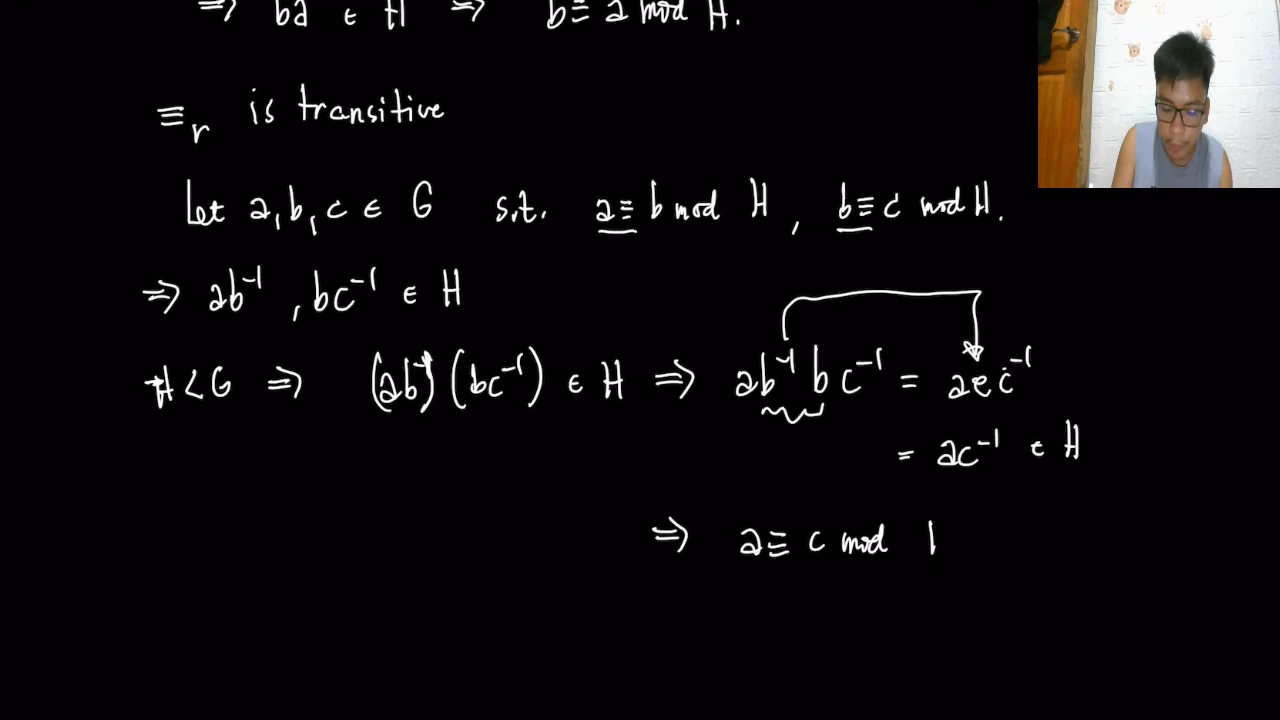 ⇒ ba ∈ H ⇒ b ≡ a mod H.
≡r is transitive
Let a, b, c ∈ G s.t. a ≡ b mod H, b ≡ c mod H.
⇒ ab⁻¹, bc⁻¹ ∈ H
H < G ⇒ (ab⁻¹)(bc⁻¹) ∈ H ⇒ ab⁻¹bc⁻¹ = aec⁻¹
= ac⁻¹ ∈ H
⇒ a ≡ c mod